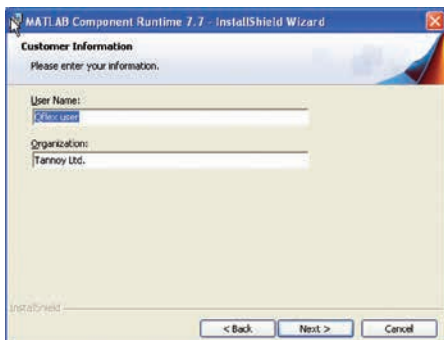 MATLAB Component Runtime 7.7 - InstallShield Wizard
Customer Information
Please enter your information.
User Name:
Qflex user
Organization:
Tannoy Ltd.
InstallShield
< Back Next > Cancel